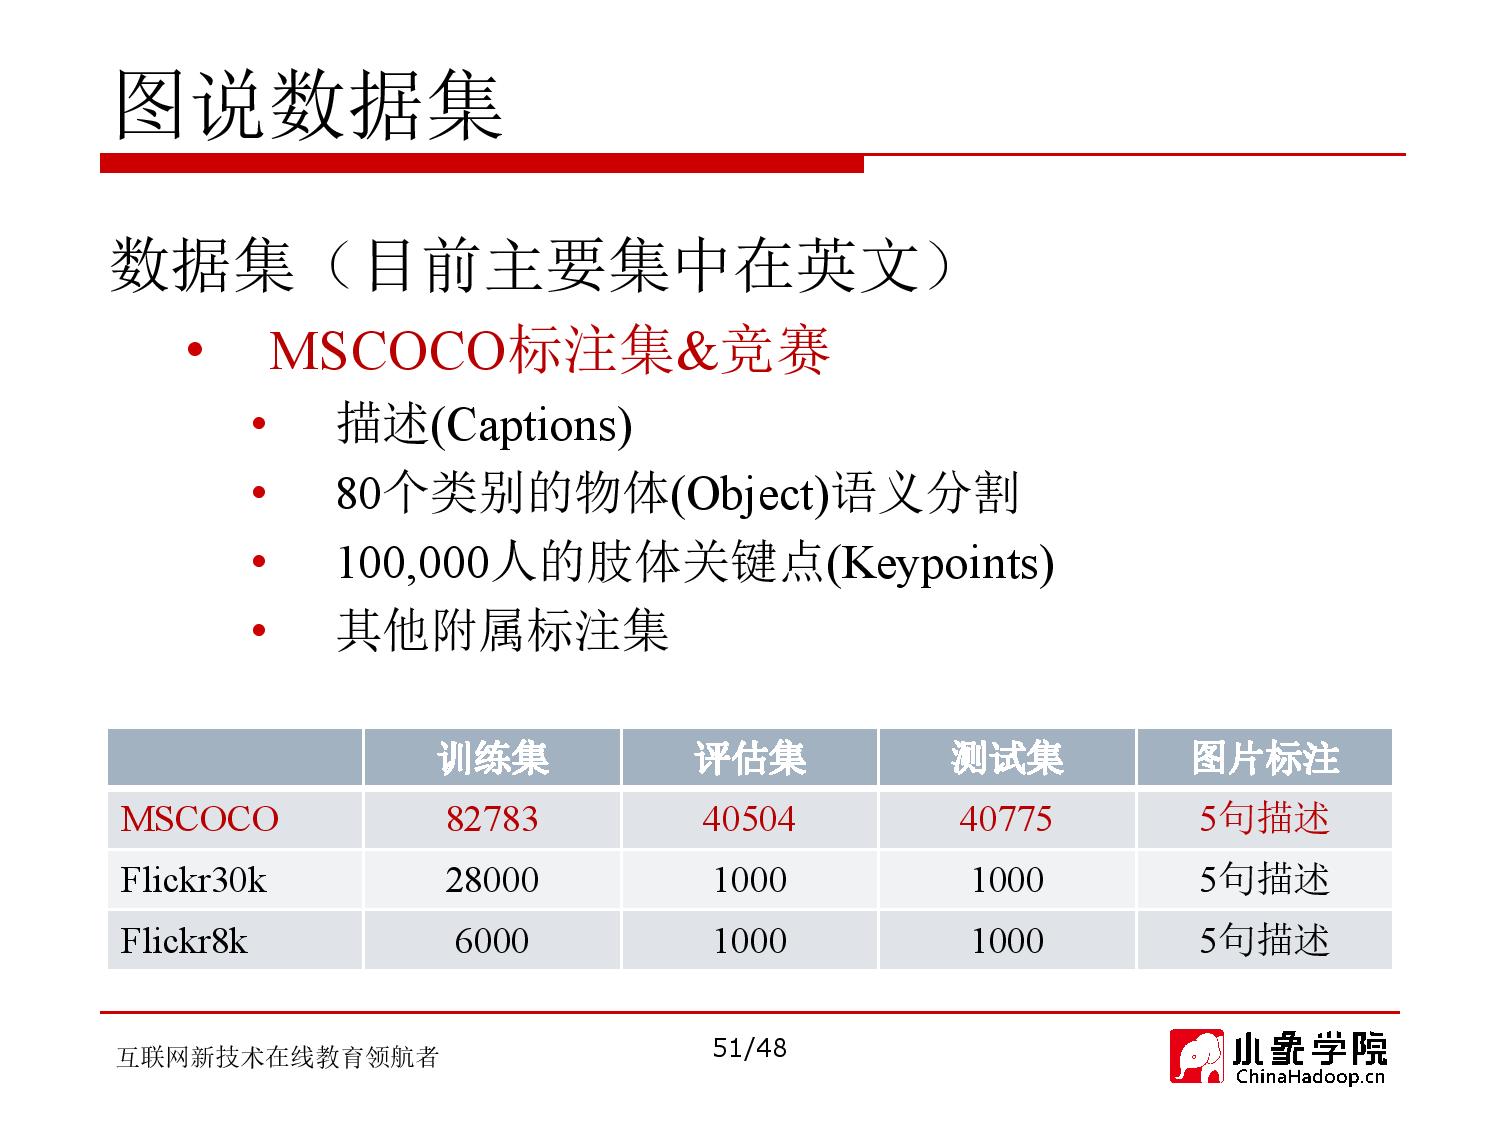 图说数据集
数据集（目前主要集中在英文）
• MSCOCO标注集&竞赛
• 描述(Captions)
• 80个类别的物体(Object)语义分割
• 100,000人的肢体关键点(Keypoints)
• 其他附属标注集
训练集 评估集 测试集 图片标注
MSCOCO 82783 40504 40775 5句描述
Flickr30k 28000 1000 1000 5句描述
Flickr8k 6000 1000 1000 5句描述
互联网新技术在线教育领航者
51/48
小象学院
ChinaHadoop.cn